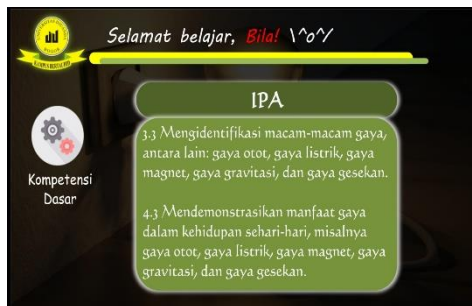 Selamat belajar, Bila! \^o^/
IPA
3.3 Mengidentifikasi macam-macam gaya,
antara lain: gaya otot, gaya listrik, gaya
magnet, gaya gravitasi, dan gaya gesekan.
4.3 Mendemonstrasikan manfaat gaya
dalam kehidupan sehari-hari, misalnya
gaya otot, gaya listrik, gaya magnet, gaya
gravitasi, dan gaya gesekan.
Kompetensi
Dasar